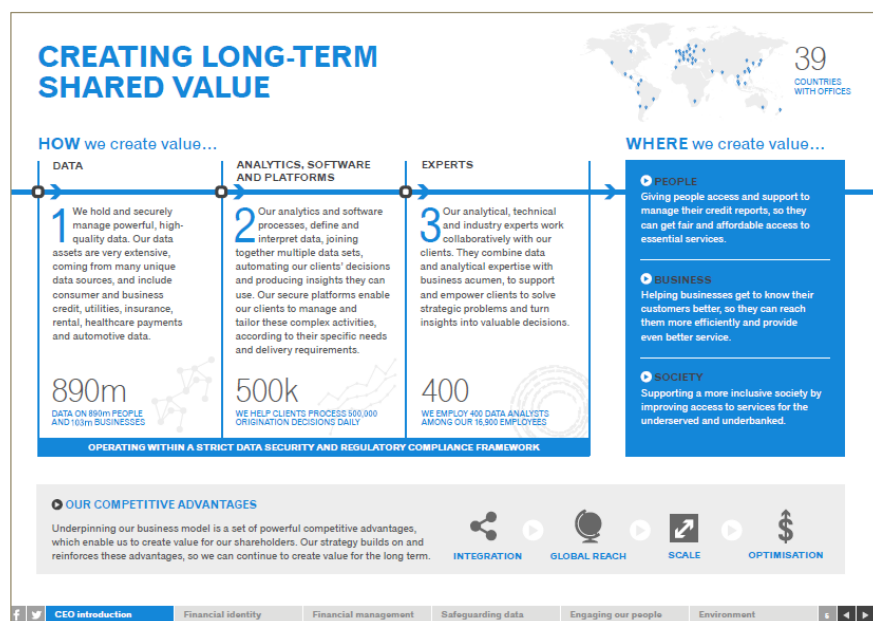 CREATING LONG-TERM
SHARED VALUE
39
COUNTRIES
WITH OFFICES
HOW we create value...
DATA
1 We hold and securely
manage powerful, high-
quality data. Our data
assets are very extensive,
coming from many unique
data sources, and include
consumer and business
credit, utilities, insurance,
rental, healthcare payments
and automotive data.
890m
DATA ON 890m PEOPLE
AND 103m BUSINESSES
ANALYTICS, SOFTWARE
AND PLATFORMS
2 Our analytics and software
processes, define and
interpret data, joining
together multiple data sets,
automating our clients' decisions
and producing insights they can
use. Our secure platforms enable
our clients to manage and
tailor these complex activities,
according to their specific needs
and delivery requirements.
500k
WE HELP CLIENTS PROCESS 500,000
ORIGINATION DECISIONS DAILY
EXPERTS
3 Our analytical, technical
and industry experts work
collaboratively with our
clients. They combine data
and analytical expertise with
business acumen, to support
and empower clients to solve
strategic problems and turn
insights into valuable decisions.
400
WE EMPLOY 400 DATA ANALYSTS
AMONG OUR 16,900 EMPLOYEES
OPERATING WITHIN A STRICT DATA SECURITY AND REGULATORY COMPLIANCE FRAMEWORK
WHERE we create value...
PEOPLE
Giving people access and support to
manage their credit reports, so they
can get fair and affordable access to
essential services.
BUSINESS
Helping businesses get to know their
customers better, so they can reach
them more efficiently and provide
even better service.
SOCIETY
Supporting a more inclusive society by
improving access to services for the
underserved and underbanked.
OUR COMPETITIVE ADVANTAGES
Underpinning our business model is a set of powerful competitive advantages,
which enable us to create value for our shareholders. Our strategy builds on and
reinforces these advantages, so we can continue to create value for the long term.
INTEGRATION
GLOBAL REACH
SCALE
OPTIMISATION
CEO introduction
Financial identity
Financial management
Safeguarding data
Engaging our people
Environment